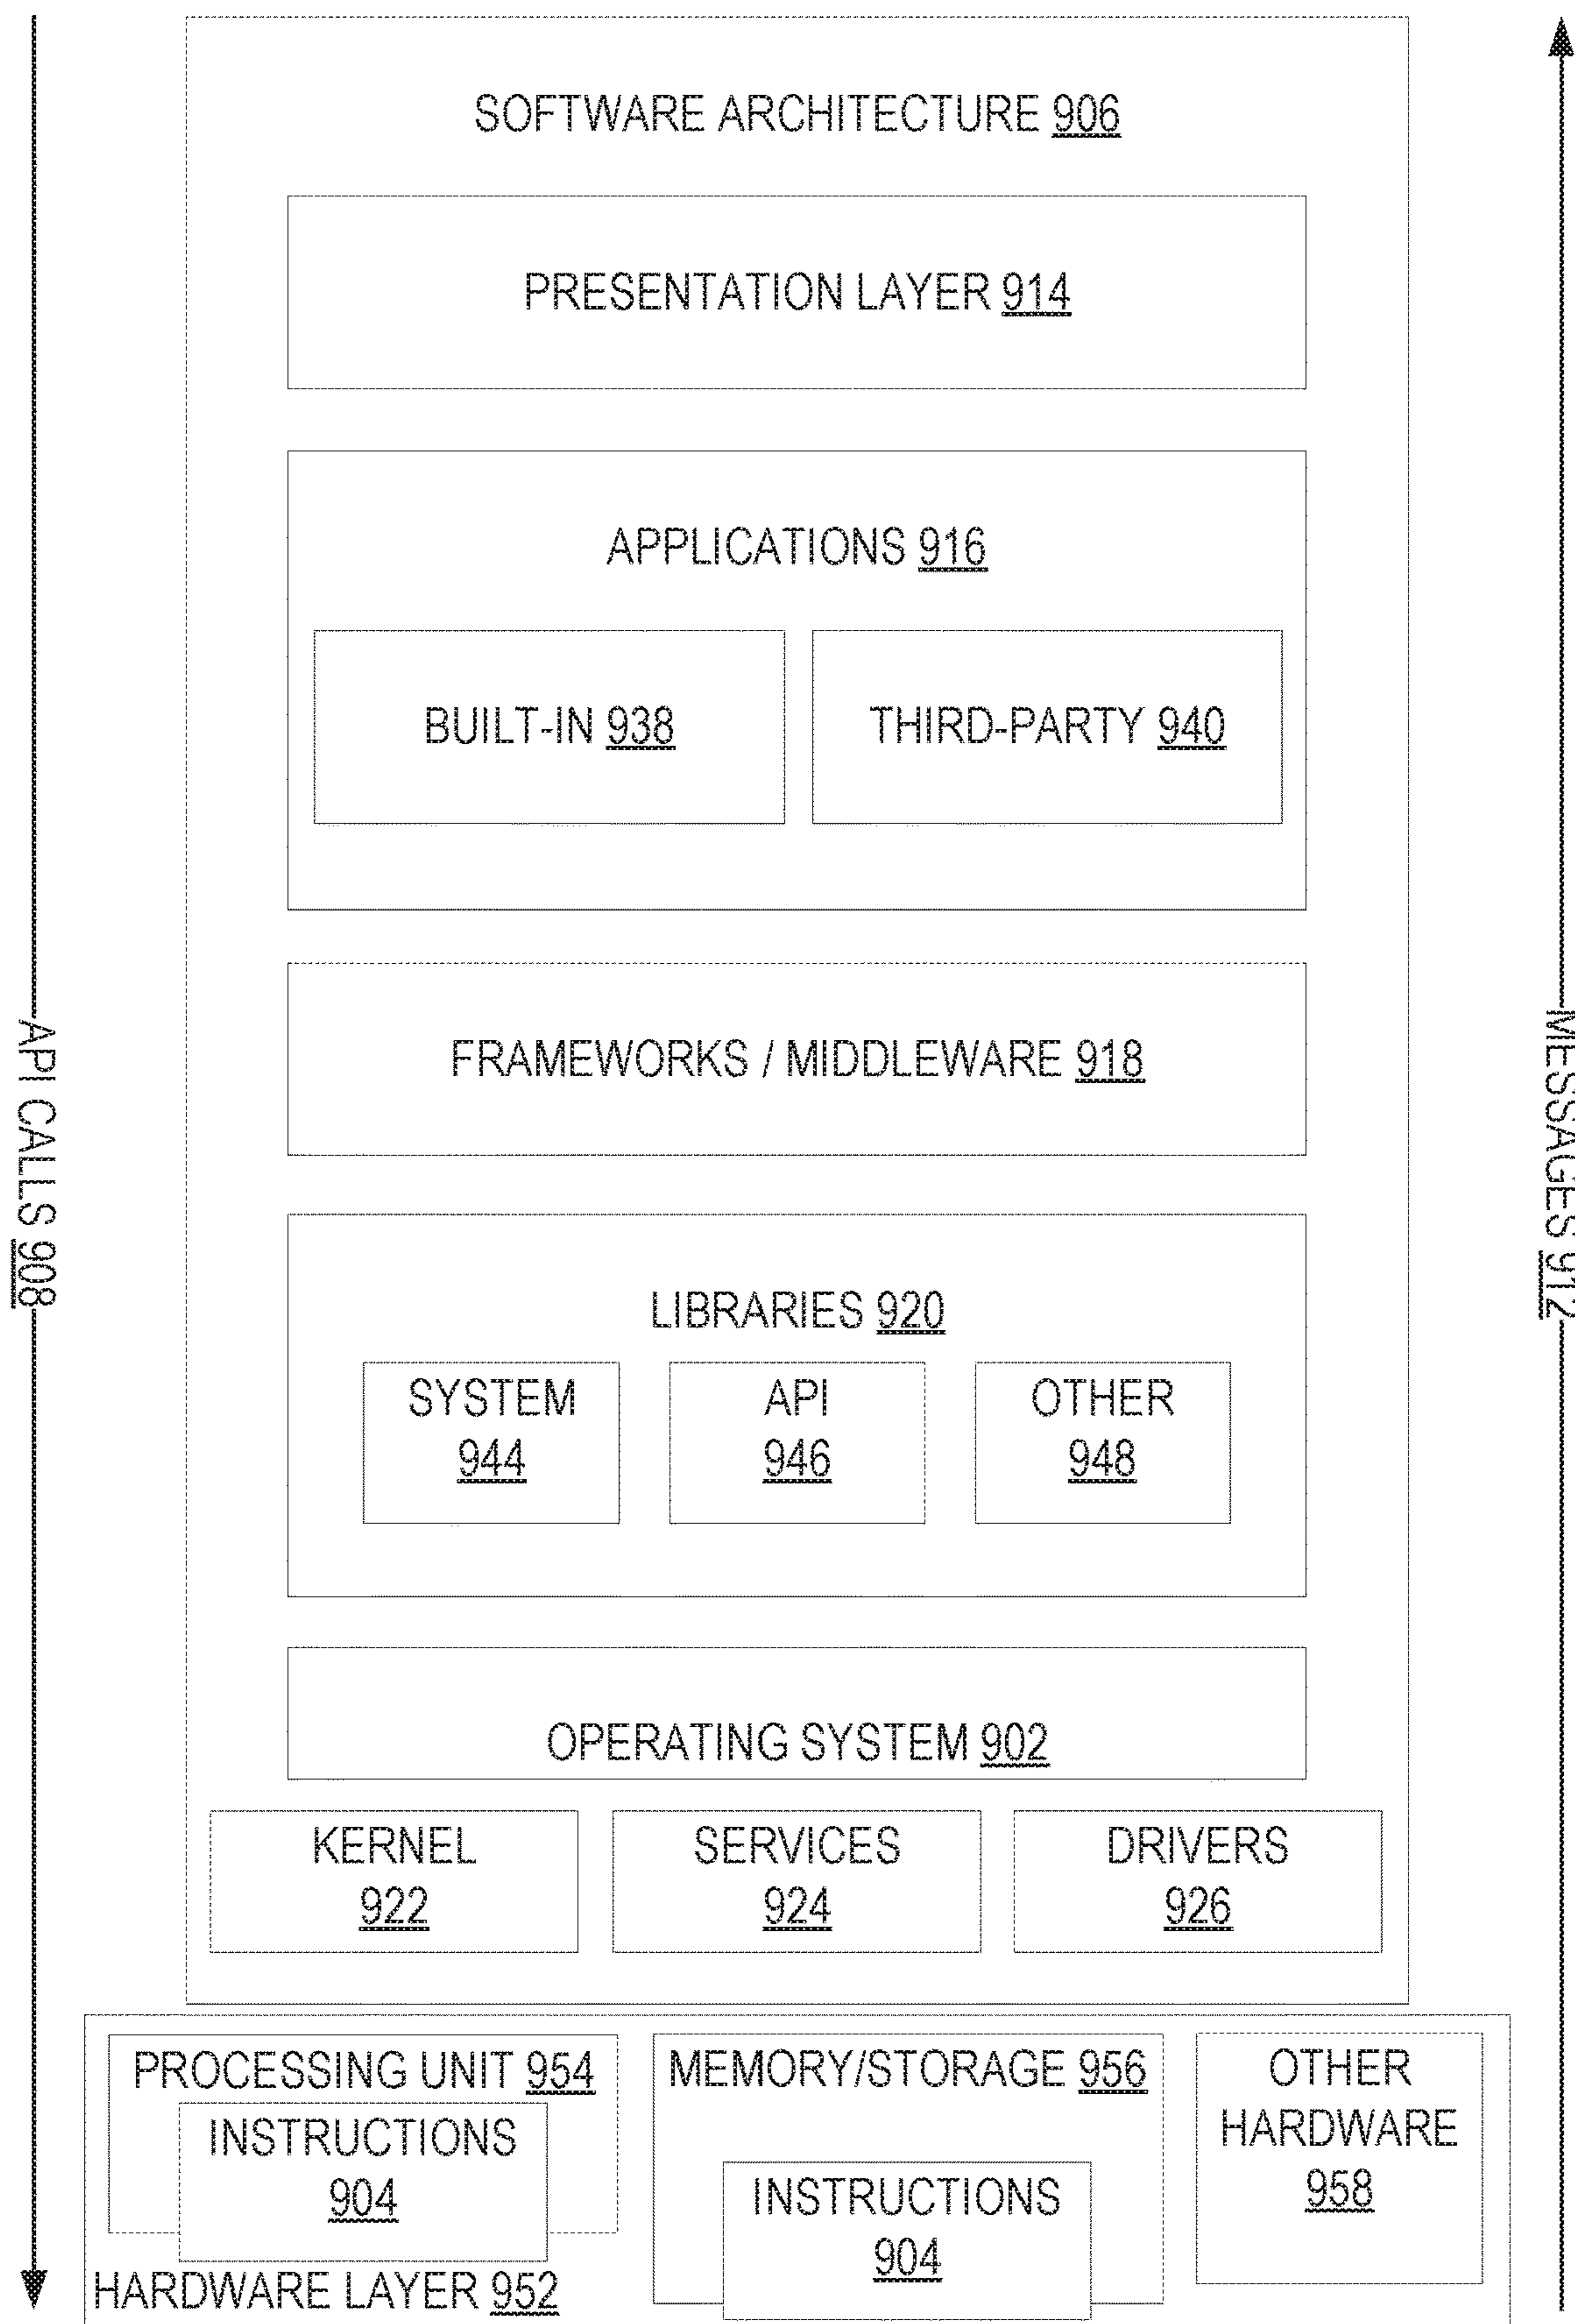 SOFTWARE ARCHITECTURE 906
PRESENTATION LAYER 914
APPLICATIONS 916
BUILT-IN 938
THIRD-PARTY 940
FRAMEWORKS / MIDDLEWARE 918
API CALLS 908
MESSAGES 912
LIBRARIES 920
SYSTEM
944
API
946
OTHER
948
OPERATING SYSTEM 902
KERNEL
922
SERVICES
924
DRIVERS
926
PROCESSING UNIT 954
INSTRUCTIONS
904
MEMORY/STORAGE 956
INSTRUCTIONS
904
OTHER
HARDWARE
958
HARDWARE LAYER 952